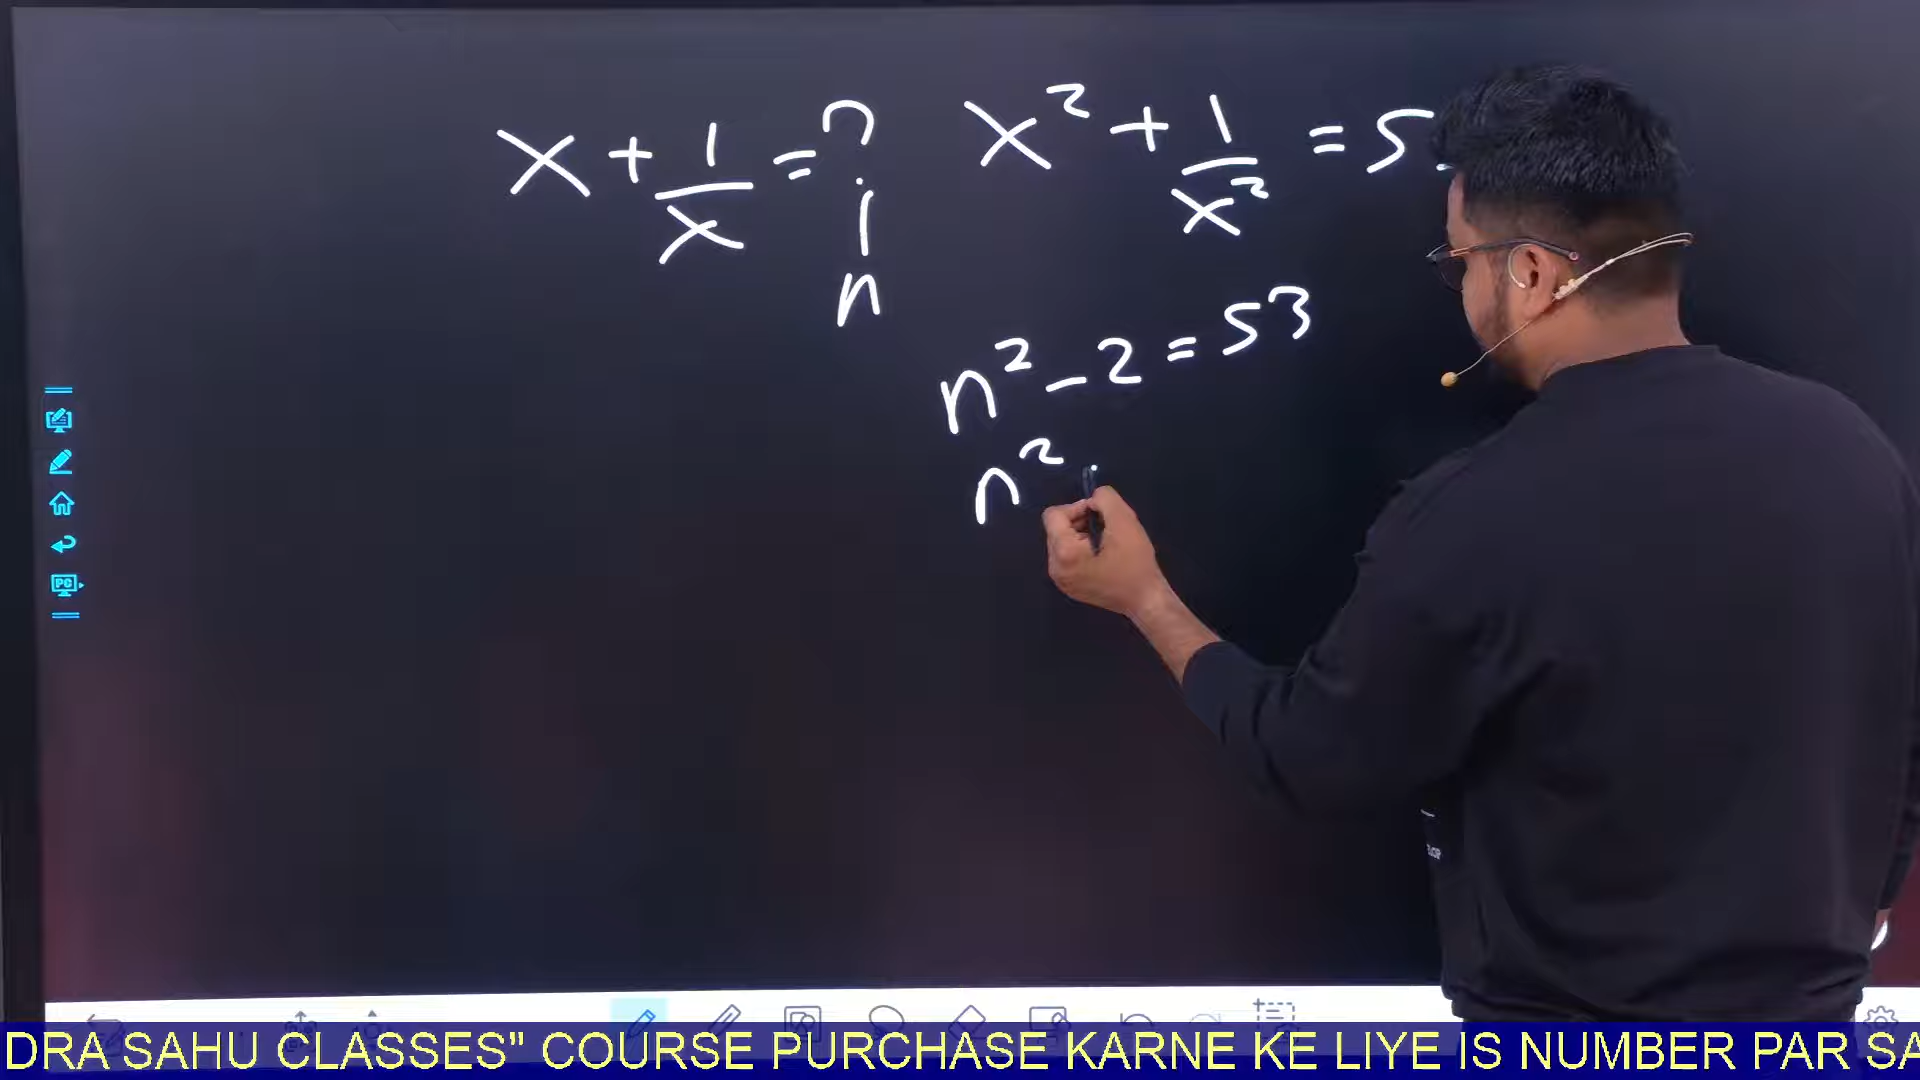 x + 1/x = ?
n
x² + 1/x² = 5
n² - 2 = 53
n²
PC
DRA SAHU CLASSES" COURSE PURCHASE KARNE KE LIYE IS NUMBER PAR SA